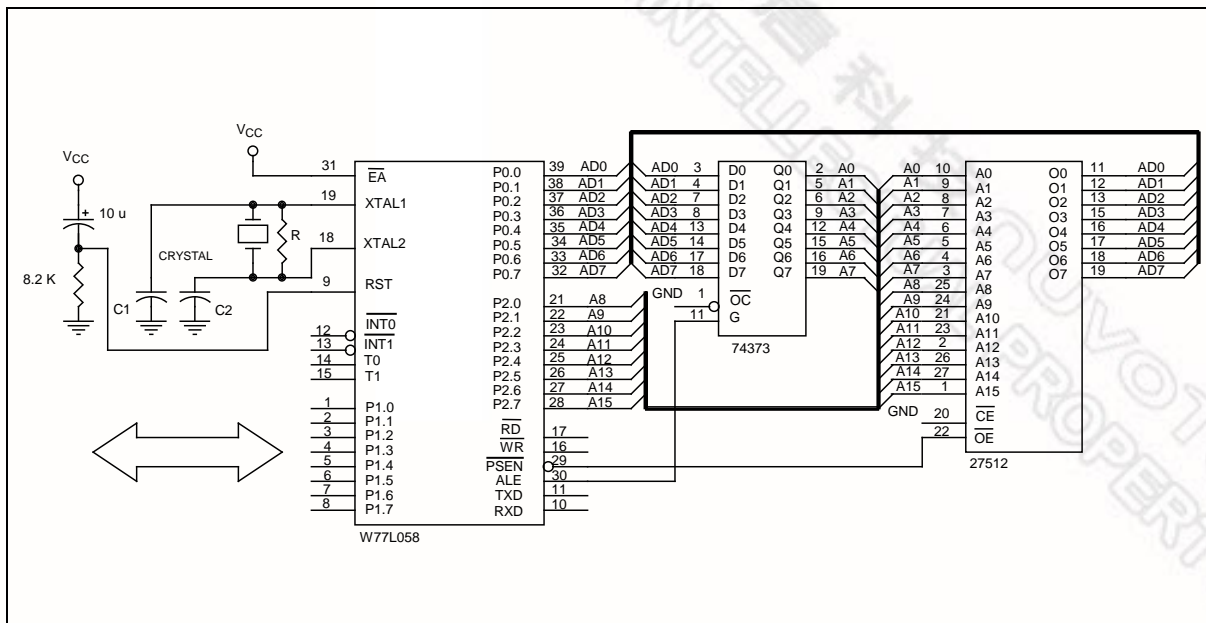 VCC
VCC
10 u
8.2 K
CRYSTAL
R
C1
C2
31
19
18
9
12
13
14
15
1
2
3
4
5
6
7
8
EA
XTAL1
XTAL2
RST
INT0
INT1
T0
T1
P1.0
P1.1
P1.2
P1.3
P1.4
P1.5
P1.6
P1.7
P0.0 39 AD0
P0.1 38 AD1
P0.2 37 AD2
P0.3 36 AD3
P0.4 35 AD4
P0.5 34 AD5
P0.6 33 AD6
P0.7 32 AD7
P2.0 21 A8
P2.1 22 A9
P2.2 23 A10
P2.3 24 A11
P2.4 25 A12
P2.5 26 A13
P2.6 27 A14
P2.7 28 A15
RD 17
WR 16
PSEN 29
ALE 30
TXD 11
RXD 10
W77L058
AD0 3 D0 Q0 2 A0
AD1 4 D1 Q1 5 A1
AD2 7 D2 Q2 6 A2
AD3 8 D3 Q3 9 A3
AD4 13 D4 Q4 12 A4
AD5 14 D5 Q5 15 A5
AD6 17 D6 Q6 16 A6
AD7 18 D7 Q7 19 A7
GND 1 OC
11 G
74373
A0 10 A0
A1 9 A1
A2 8 A2
A3 7 A3
A4 6 A4
A5 5 A5
A6 4 A6
A7 3 A7
A8 25 A8
A9 24 A9
A10 21 A10
A11 23 A11
A12 2 A12
A13 26 A13
A14 27 A14
A15 1 A15
GND 20 CE
22 OE
O0 11 AD0
O1 12 AD1
O2 13 AD2
O3 15 AD3
O4 16 AD4
O5 17 AD5
O6 18 AD6
O7 19 AD7
27512